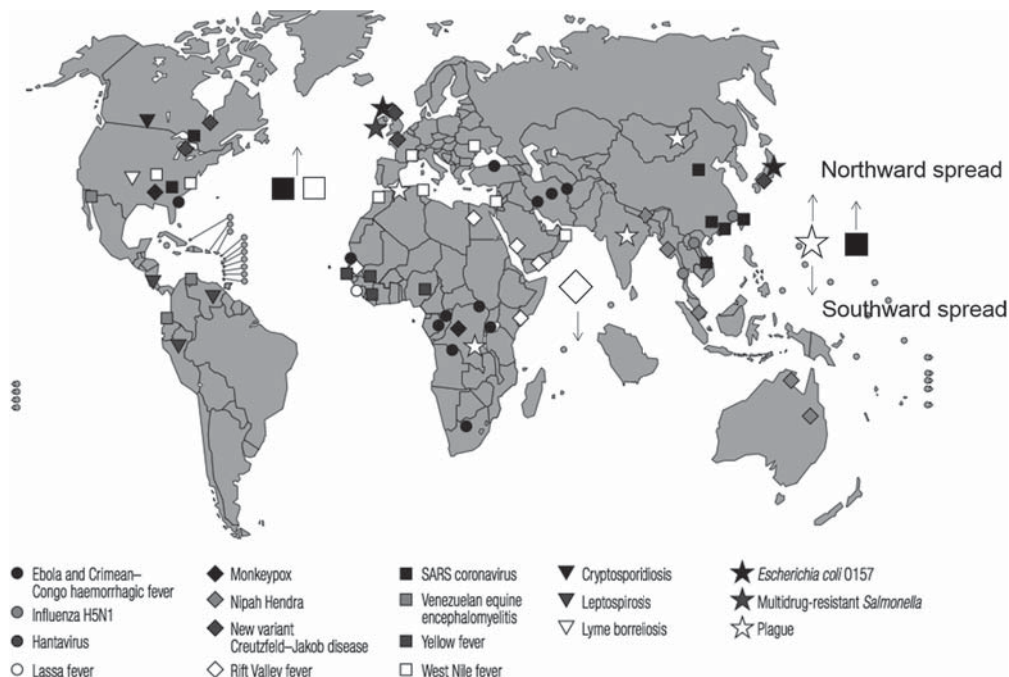 Northward spread
Southward spread
Ebola and Crimean–
Congo haemorrhagic fever
Influenza H5N1
Hantavirus
Lassa fever
Monkeypox
Nipah Hendra
New variant
Creutzfeld–Jakob disease
Rift Valley fever
SARS coronavirus
Venezuelan equine
encephalomyelitis
Yellow fever
West Nile fever
Cryptosporidiosis
Leptospirosis
Lyme borreliosis
Escherichia coli O157
Multidrug-resistant Salmonella
Plague